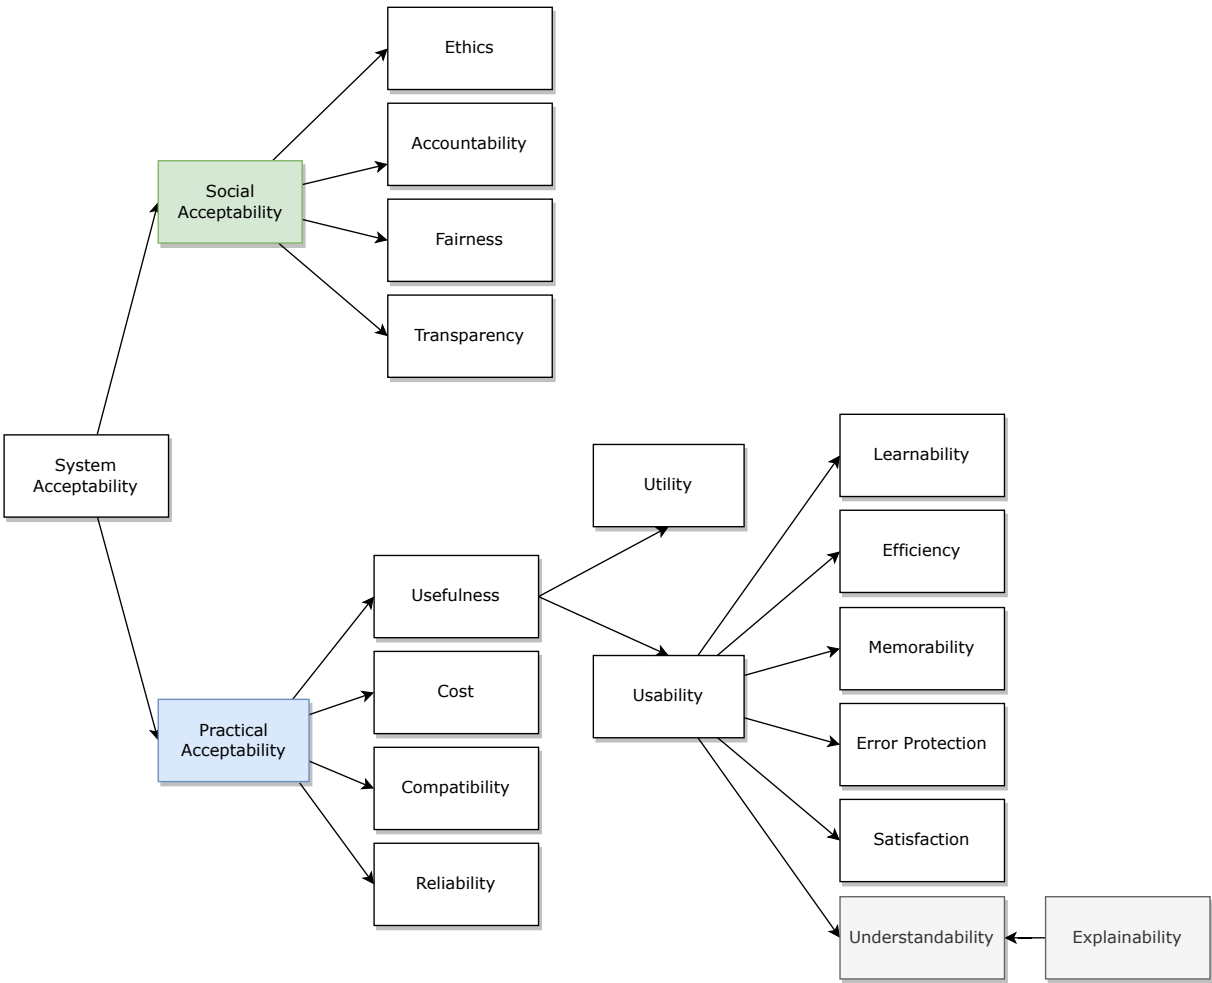 Ethics
Accountability
Social
Acceptability
Fairness
Transparency
System
Acceptability
Learnability
Utility
Efficiency
Usefulness
Memorability
Cost
Usability
Practical
Acceptability
Error Protection
Compatibility
Satisfaction
Reliability
Understandability
Explainability